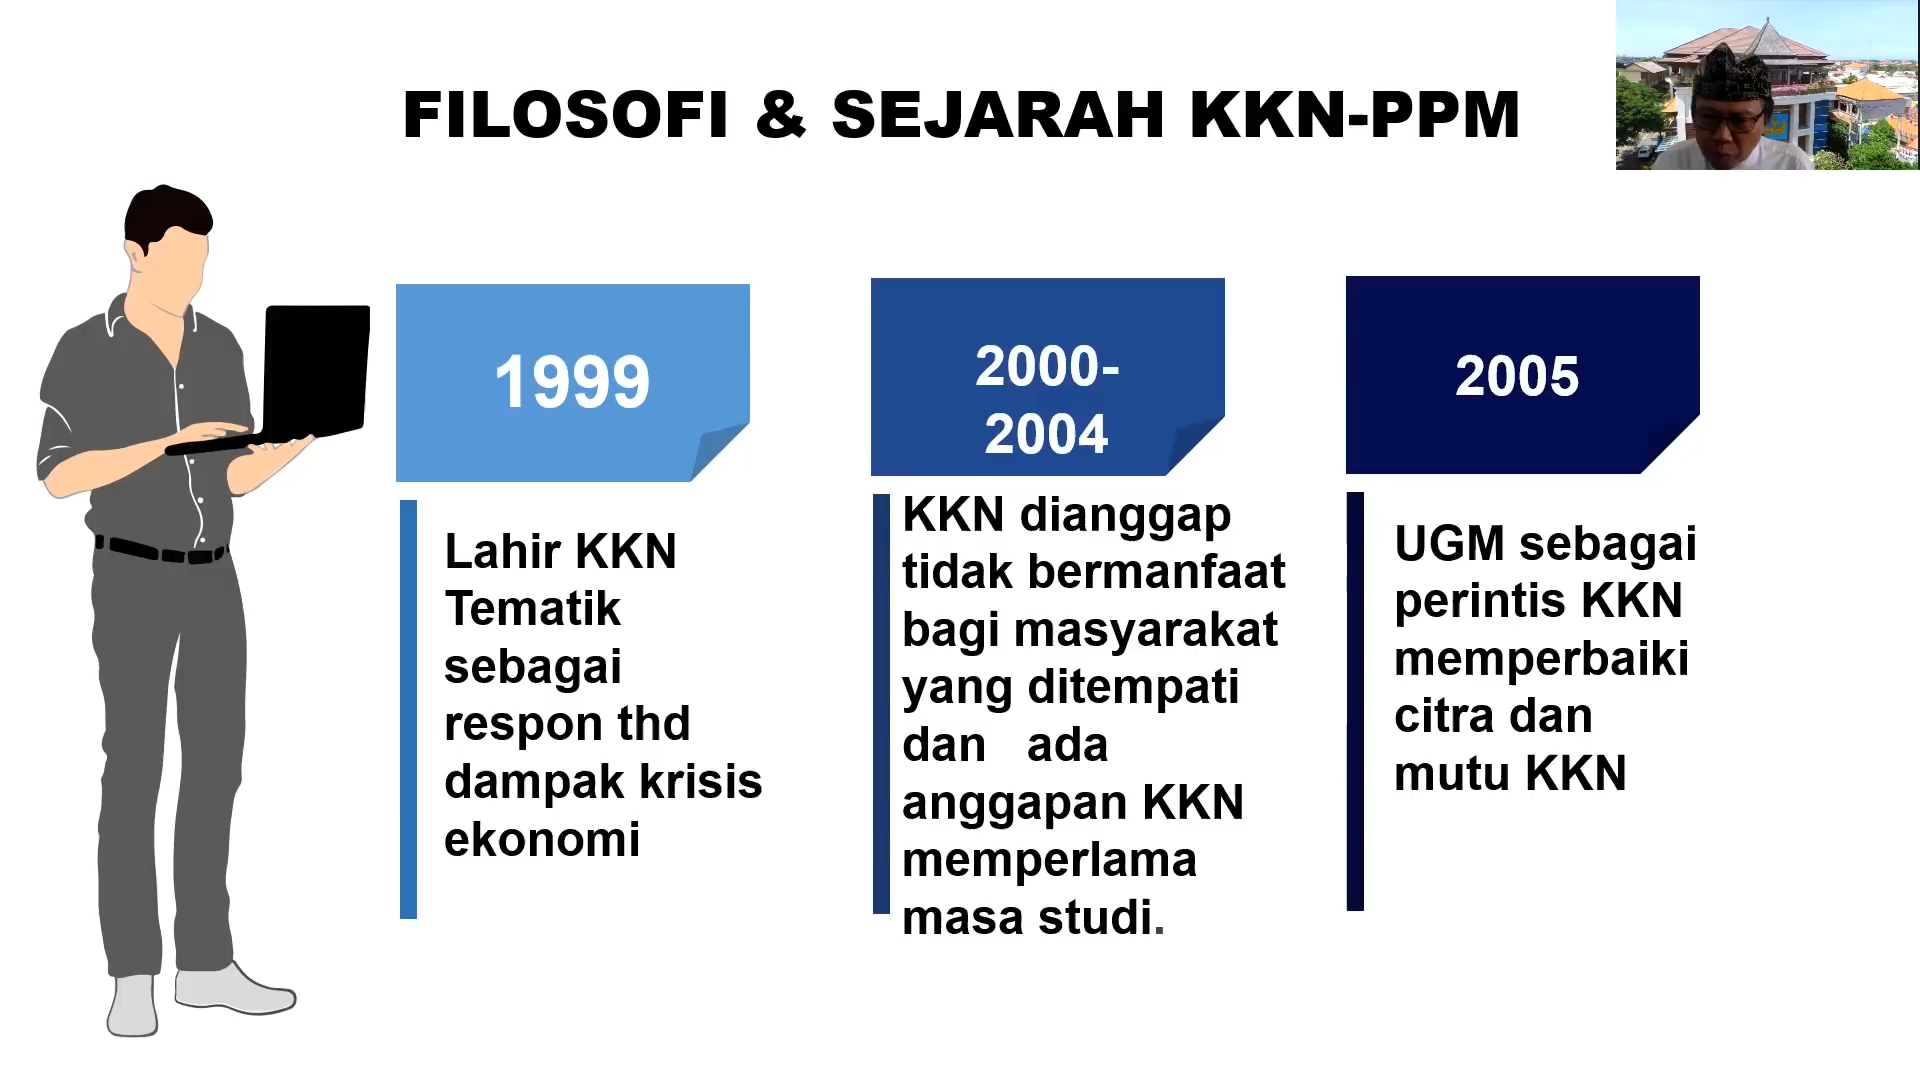 FILOSOFI & SEJARAH KKN-PPM
1999
Lahir KKN
Tematik
sebagai
respon thd
dampak krisis
ekonomi
2000-
2004
KKN dianggap
tidak bermanfaat
bagi masyarakat
yang ditempati
dan ada
anggapan KKN
memperlama
masa studi.
2005
UGM sebagai
perintis KKN
memperbaiki
citra dan
mutu KKN